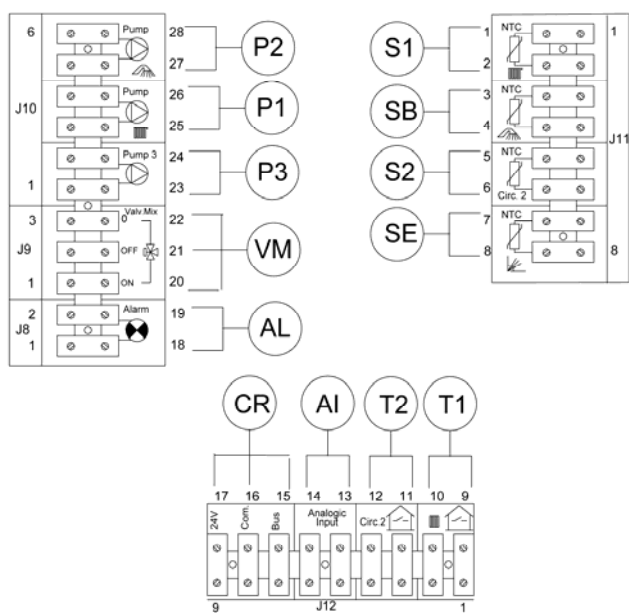 6 Pump 28
27 P2
J10 Pump 26
25 P1
Pump 3 24
1 23 P3
3 Valv.Mix
0 22
J9 OFF 21 VM
1 ON 20
2 Alarm 19
J8 AL
1 18
S1 1 NTC 1
2
SB 3 NTC
4 J11
S2 5 NTC
6 Circ. 2
SE 7 NTC
8 8
CR AI T2 T1
17 16 15 14 13 12 11 10 9
24V Com. Bus Analogic
Input Circ.2
9 J12 1